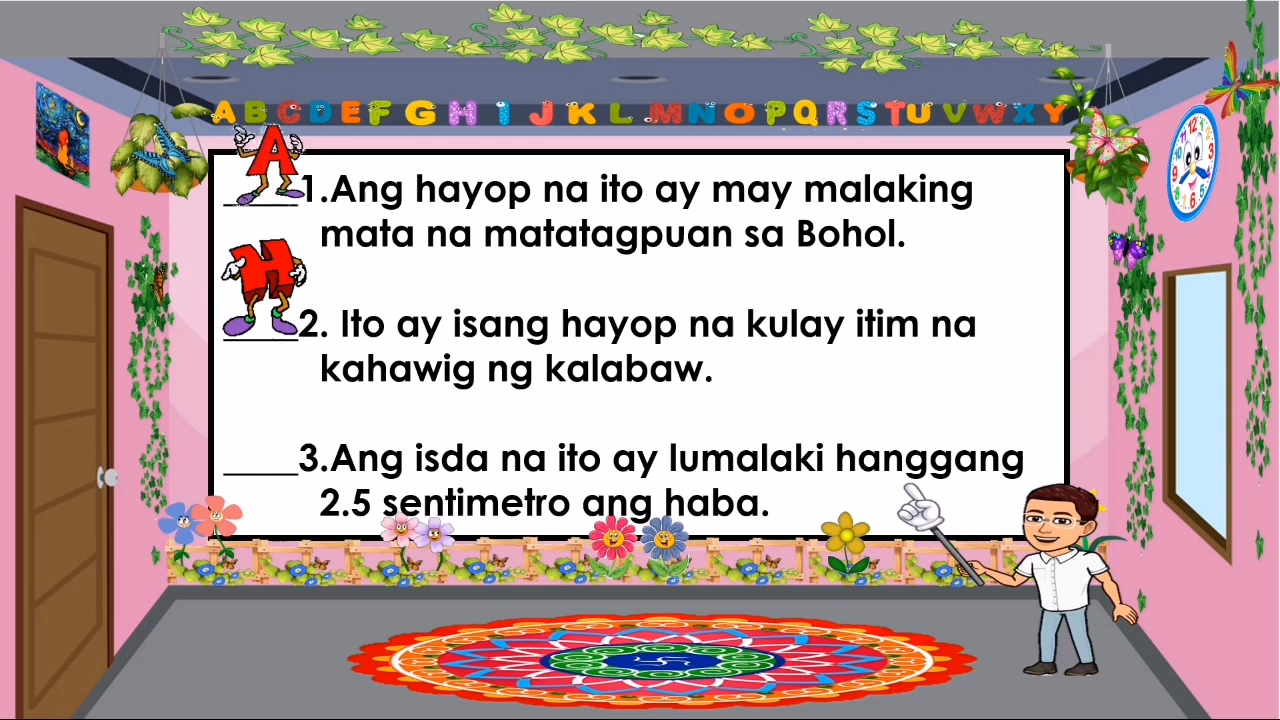 ABCDEFGHIJKLMNOPQRSTUVWXY
A
____1.Ang hayop na ito ay may malaking
mata na matatagpuan sa Bohol.
H
____2. Ito ay isang hayop na kulay itim na
kahawig ng kalabaw.
____3.Ang isda na ito ay lumalaki hanggang
2.5 sentimetro ang haba.